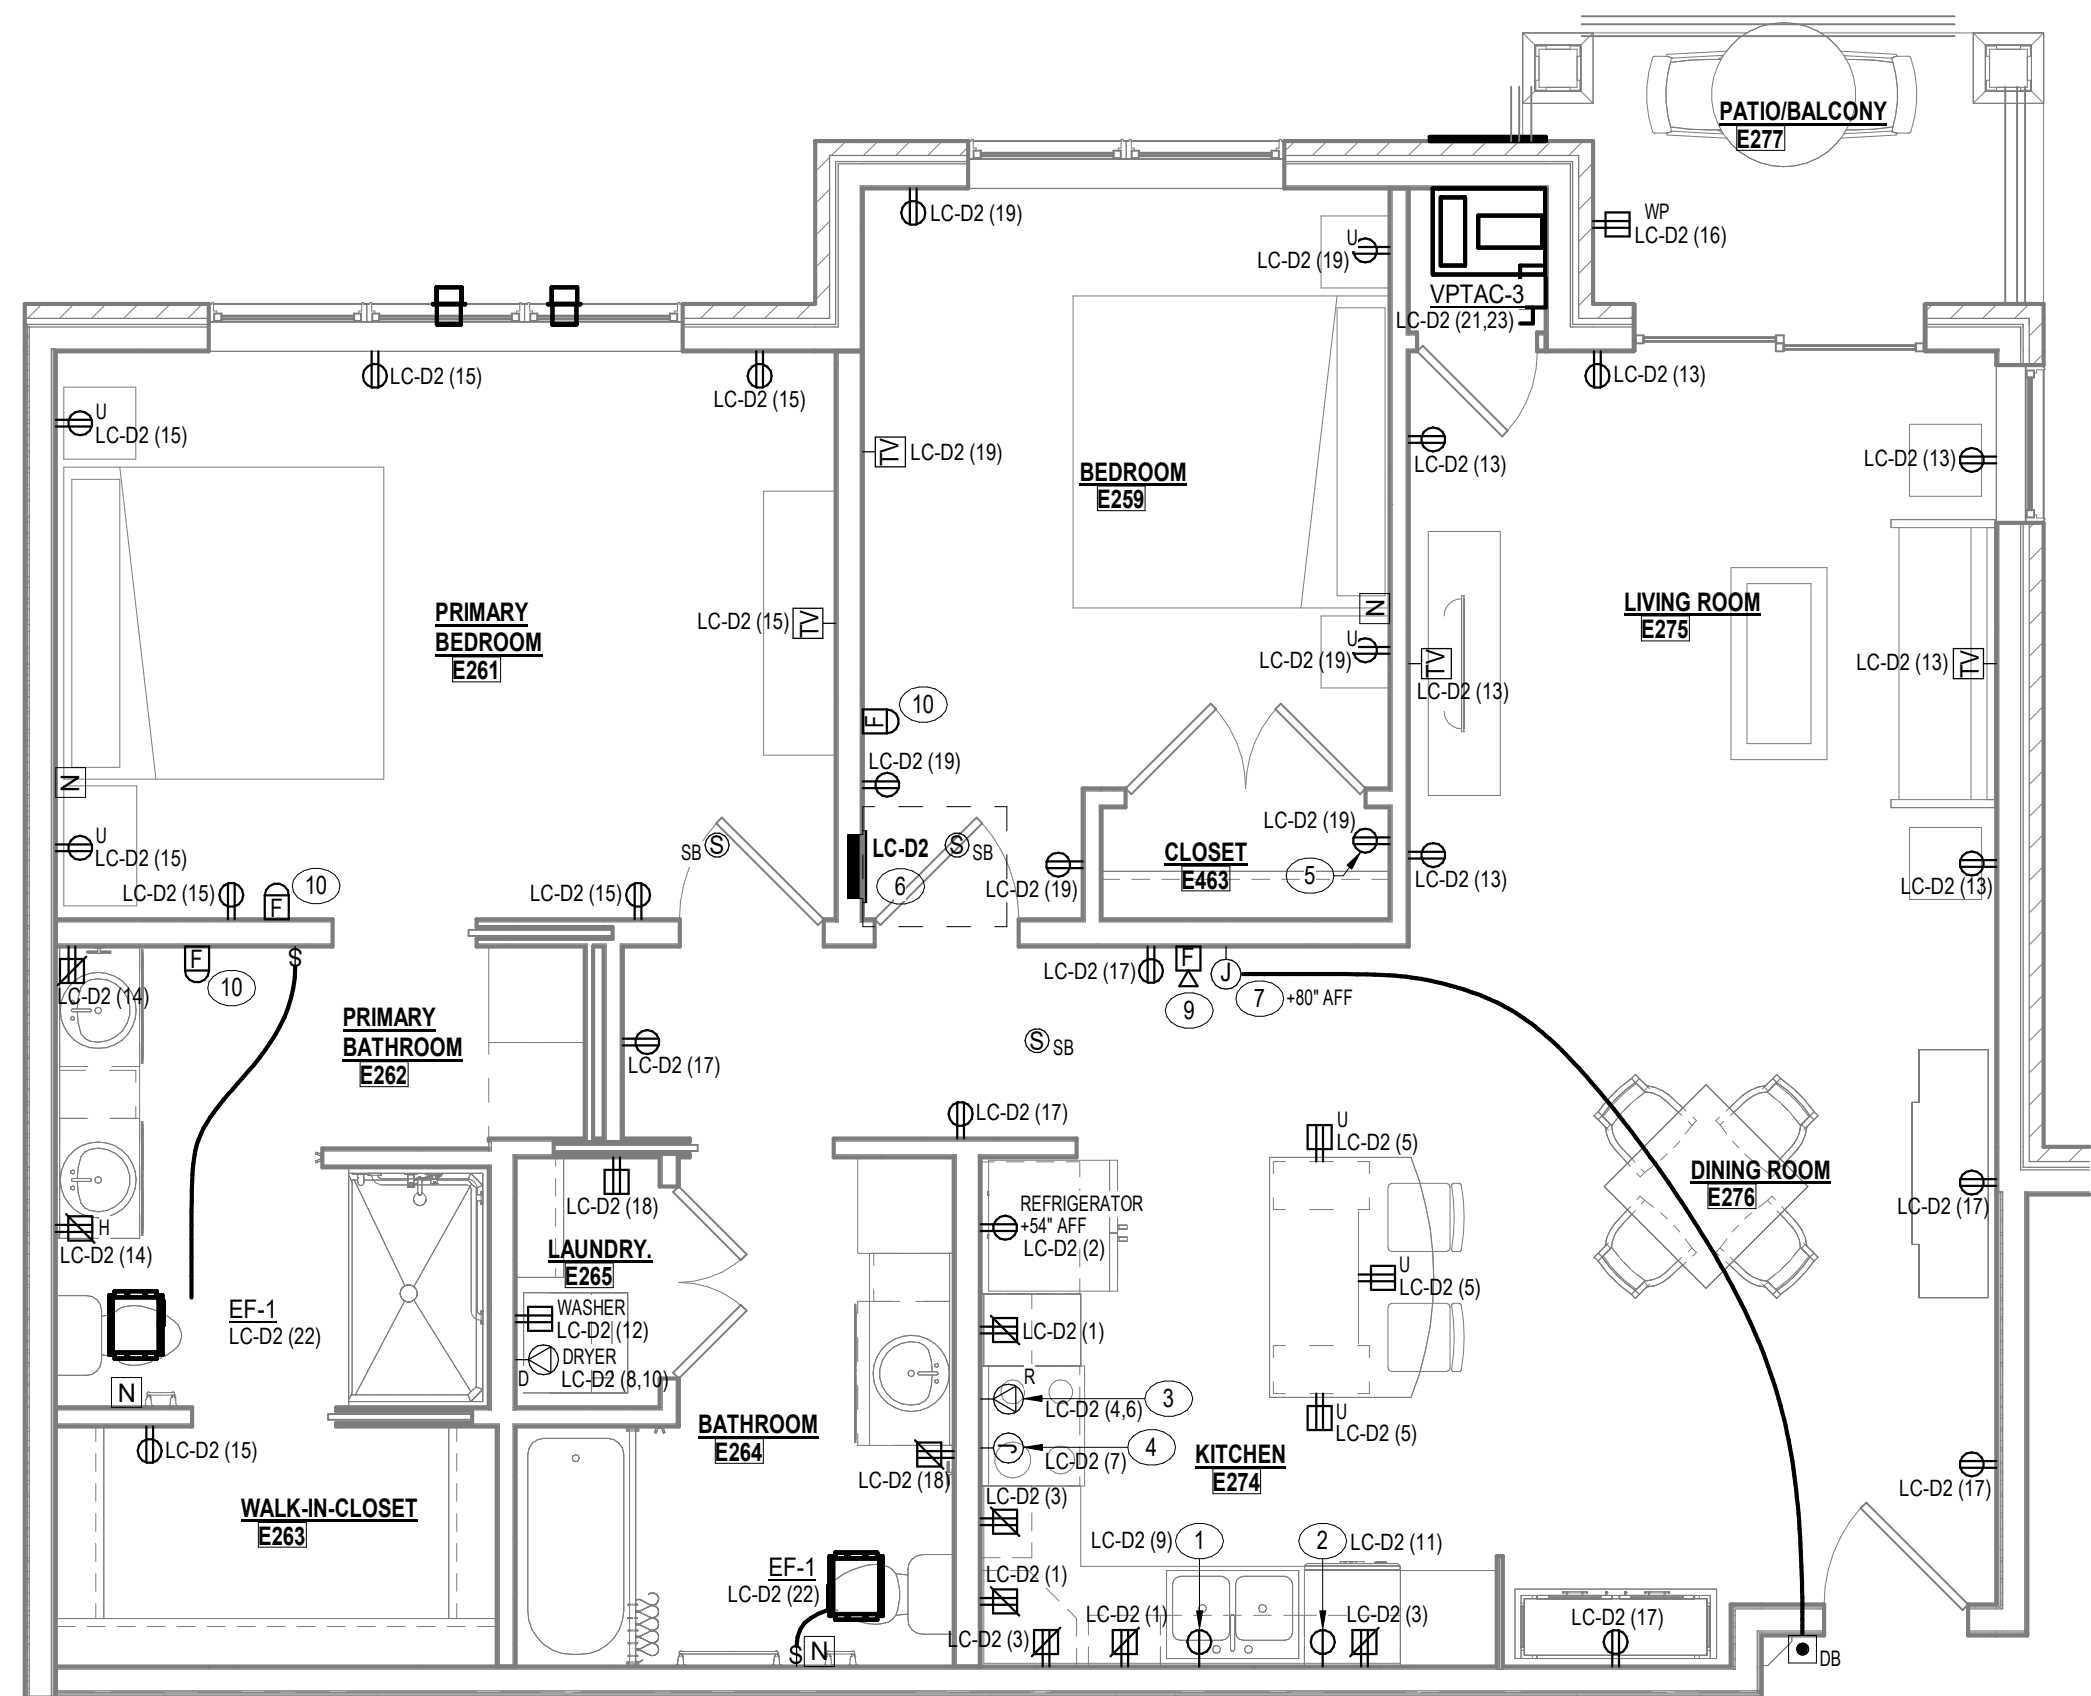 PATIO/BALCONY
E277
LC-D2 (19)
WP
LC-D2 (16)
U
LC-D2 (19)
VPTAC-3
LC-D2 (21,23)
LC-D2 (15)
LC-D2 (15)
LC-D2 (13)
U
LC-D2 (15)
TV
LC-D2 (19)
BEDROOM
E259
LC-D2 (13)
LC-D2 (13)
PRIMARY
BEDROOM
E261
LC-D2 (15)
TV
N
U
LC-D2 (19)
LIVING ROOM
E275
TV
LC-D2 (13)
LC-D2 (13)
TV
F
10
LC-D2 (19)
N
U
LC-D2 (15)
LC-D2 (15)
F
10
LC-D2 (15)
SB
S
LC-D2
6
S
SB
LC-D2 (19)
CLOSET
E463
LC-D2 (19)
5
LC-D2 (13)
LC-D2 (13)
LC-D2 (14)
F
10
S
LC-D2 (17)
F
9
J
7
+80" AFF
PRIMARY
BATHROOM
E262
LC-D2 (17)
S
SB
LC-D2 (17)
U
LC-D2 (5)
DINING ROOM
E276
LC-D2 (17)
H
LC-D2 (14)
LC-D2 (18)
LAUNDRY.
E265
REFRIGERATOR
+54" AFF
LC-D2 (2)
U
LC-D2 (5)
EF-1
LC-D2 (22)
WASHER
LC-D2 (12)
DRYER
D
LC-D2 (8,10)
LC-D2 (1)
N
R
LC-D2 (4,6)
3
U
LC-D2 (5)
LC-D2 (15)
BATHROOM
E264
LC-D2 (18)
J
LC-D2 (7)
4
KITCHEN
E274
LC-D2 (17)
WALK-IN-CLOSET
E263
LC-D2 (3)
LC-D2 (9)
1
2
LC-D2 (11)
EF-1
LC-D2 (22)
LC-D2 (1)
LC-D2 (3)
LC-D2 (1)
LC-D2 (3)
LC-D2 (17)
S
N
DB